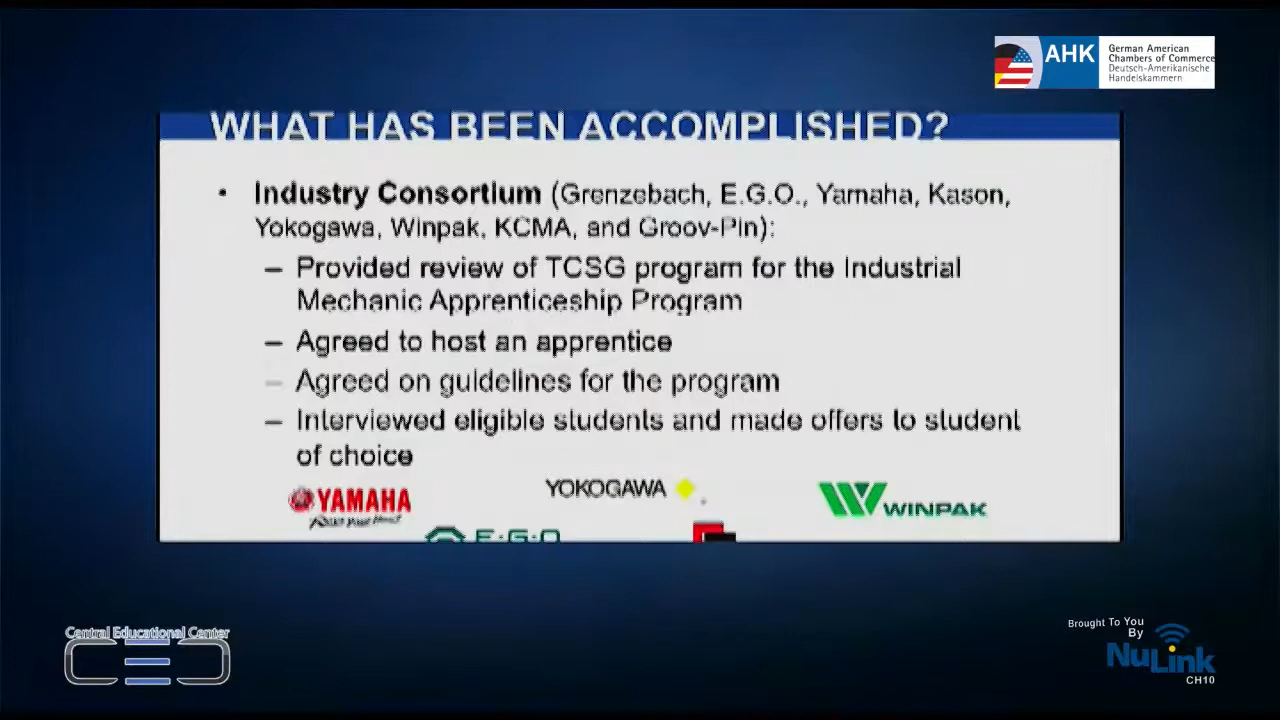 AHK
German American
Chambers of Commerce
Deutsch-Amerikanische
Handelskammern
WHAT HAS BEEN ACCOMPLISHED?
• Industry Consortium (Grenzebach, E.G.O., Yamaha, Kason,
Yokogawa, Winpak, KCMA, and Groov-Pin):
– Provided review of TCSG program for the Industrial
Mechanic Apprenticeship Program
– Agreed to host an apprentice
– Agreed on guidelines for the program
– Interviewed eligible students and made offers to student
of choice
YAMAHA
YOKOGAWA
WINPAK
E·G·O
Central Educational Center
CEC
Brought To You
By
NuLink
CH10